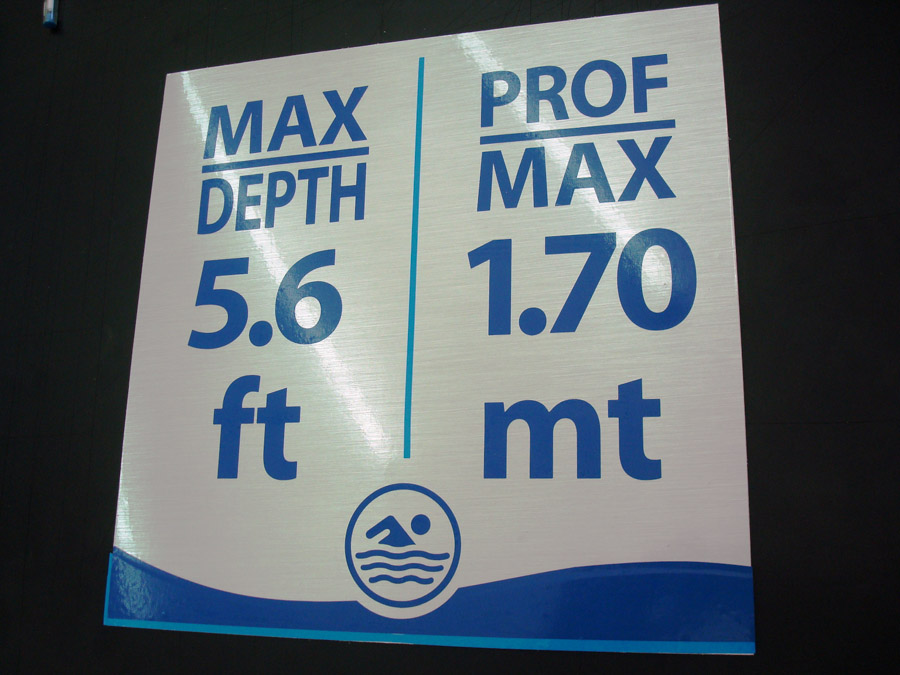 MAX
DEPTH
5.6
ft
PROF
MAX
1.70
mt